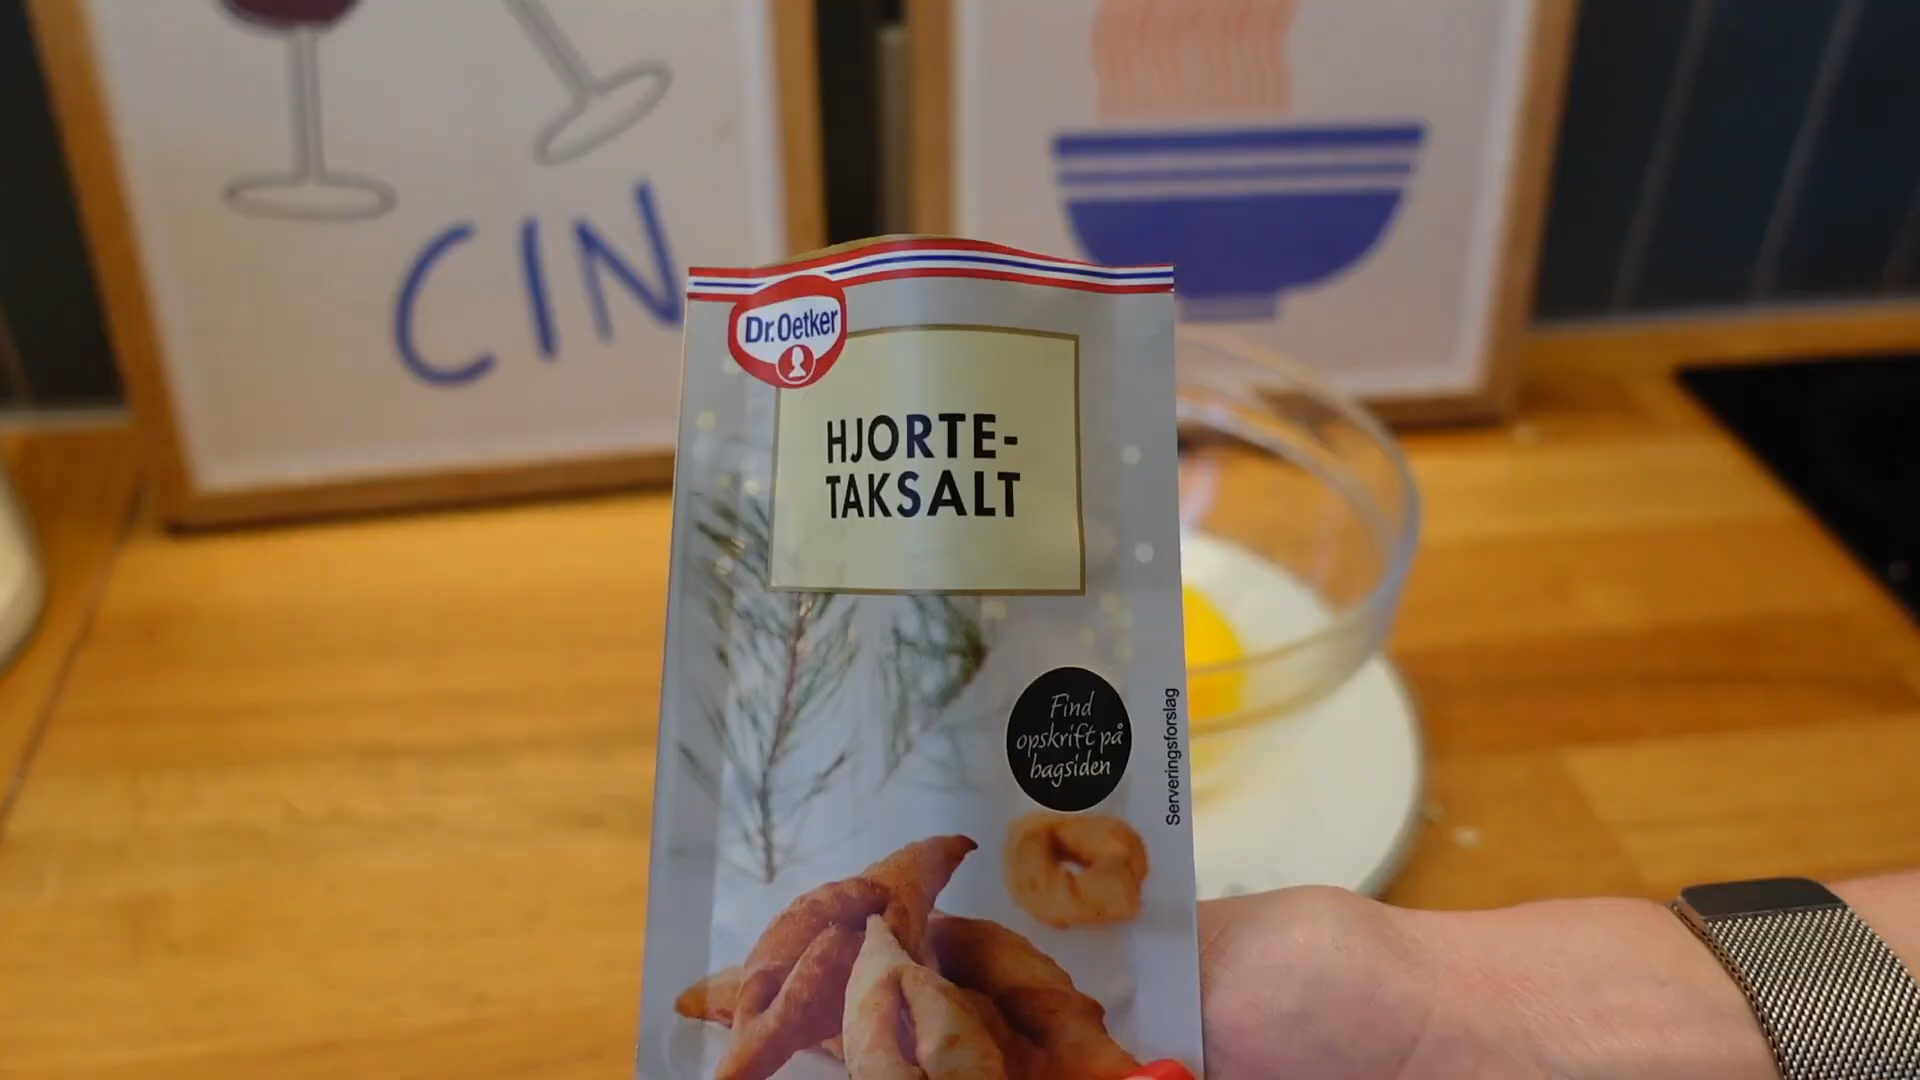 CIN
Dr. Oetker
HJORTE-
TAKSALT
Find
opskrift på
bagsiden
Serveringsforslag